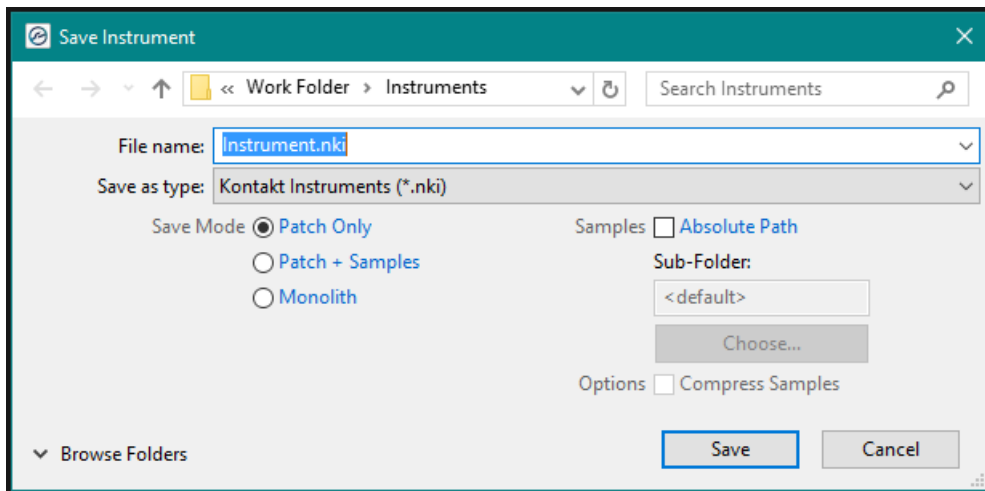 Save Instrument
« Work Folder > Instruments
Search Instruments
File name: Instrument.nki
Save as type: Kontakt Instruments (*.nki)
Save Mode Patch Only Samples Absolute Path
Patch + Samples Sub-Folder:
Monolith <default>
Choose...
Options Compress Samples
Browse Folders Save Cancel